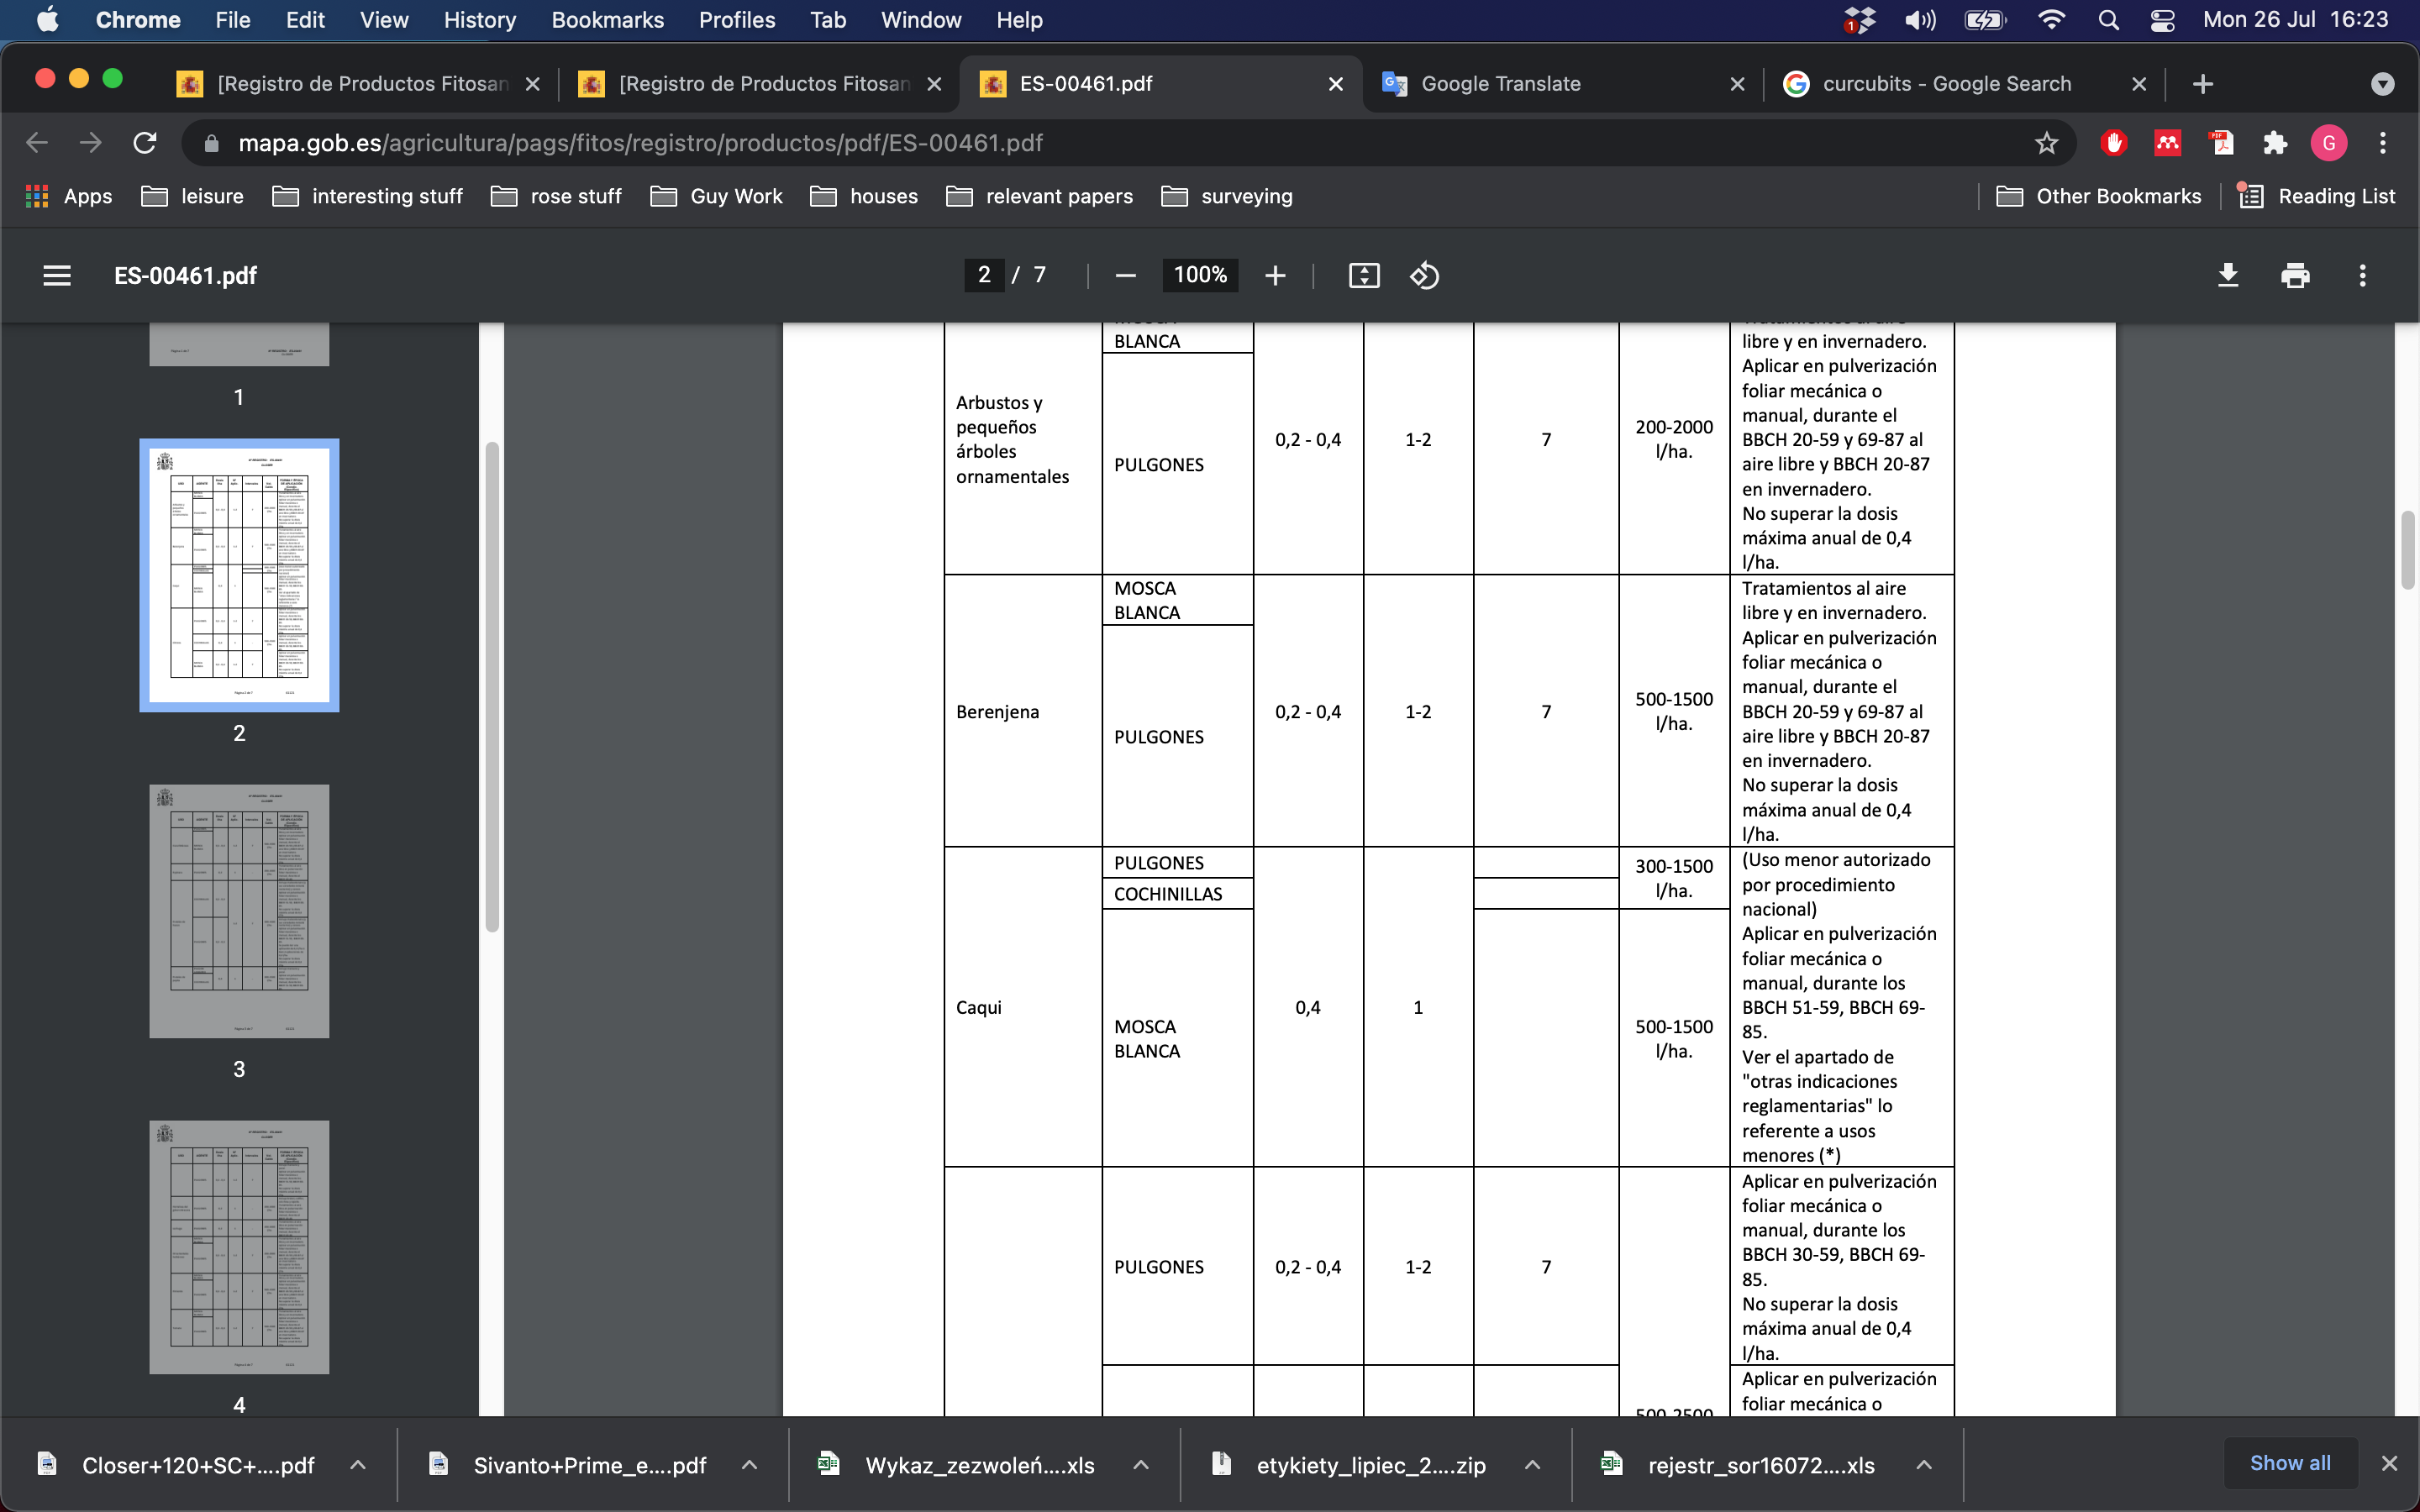 Chrome File Edit View History Bookmarks Profiles Tab Window Help
1
Mon 26 Jul 16:23
[Registro de Productos Fitosan
[Registro de Productos Fitosan
ES-00461.pdf
Google Translate
curcubits - Google Search
mapa.gob.es/agricultura/pags/fitos/registro/productos/pdf/ES-00461.pdf
G
Apps leisure interesting stuff rose stuff Guy Work houses relevant papers surveying Other Bookmarks Reading List
ES-00461.pdf
2 / 7
100%
1
2
3
4
BLANCA
Arbustos y
pequeños
árboles
ornamentales
PULGONES
0,2 - 0,4
1-2
7
200-2000
l/ha.
libre y en invernadero.
Aplicar en pulverización
foliar mecánica o
manual, durante el
BBCH 20-59 y 69-87 al
aire libre y BBCH 20-87
en invernadero.
No superar la dosis
máxima anual de 0,4
l/ha.
Berenjena
MOSCA
BLANCA
PULGONES
0,2 - 0,4
1-2
7
500-1500
l/ha.
Tratamientos al aire
libre y en invernadero.
Aplicar en pulverización
foliar mecánica o
manual, durante el
BBCH 20-59 y 69-87 al
aire libre y BBCH 20-87
en invernadero.
No superar la dosis
máxima anual de 0,4
l/ha.
Caqui
PULGONES
COCHINILLAS
MOSCA
BLANCA
0,4
1
300-1500
l/ha.
500-1500
l/ha.
(Uso menor autorizado
por procedimiento
nacional)
Aplicar en pulverización
foliar mecánica o
manual, durante los
BBCH 51-59, BBCH 69-
85.
Ver el apartado de
"otras indicaciones
reglamentarias" lo
referente a usos
menores (*)
PULGONES
0,2 - 0,4
1-2
7
Aplicar en pulverización
foliar mecánica o
manual, durante los
BBCH 30-59, BBCH 69-
85.
No superar la dosis
máxima anual de 0,4
l/ha.
500-2500
Aplicar en pulverización
foliar mecánica o
Closer+120+SC+....pdf
Sivanto+Prime_e....pdf
Wykaz_zezwoleń....xls
etykiety_lipiec_2....zip
rejestr_sor16072....xls
Show all